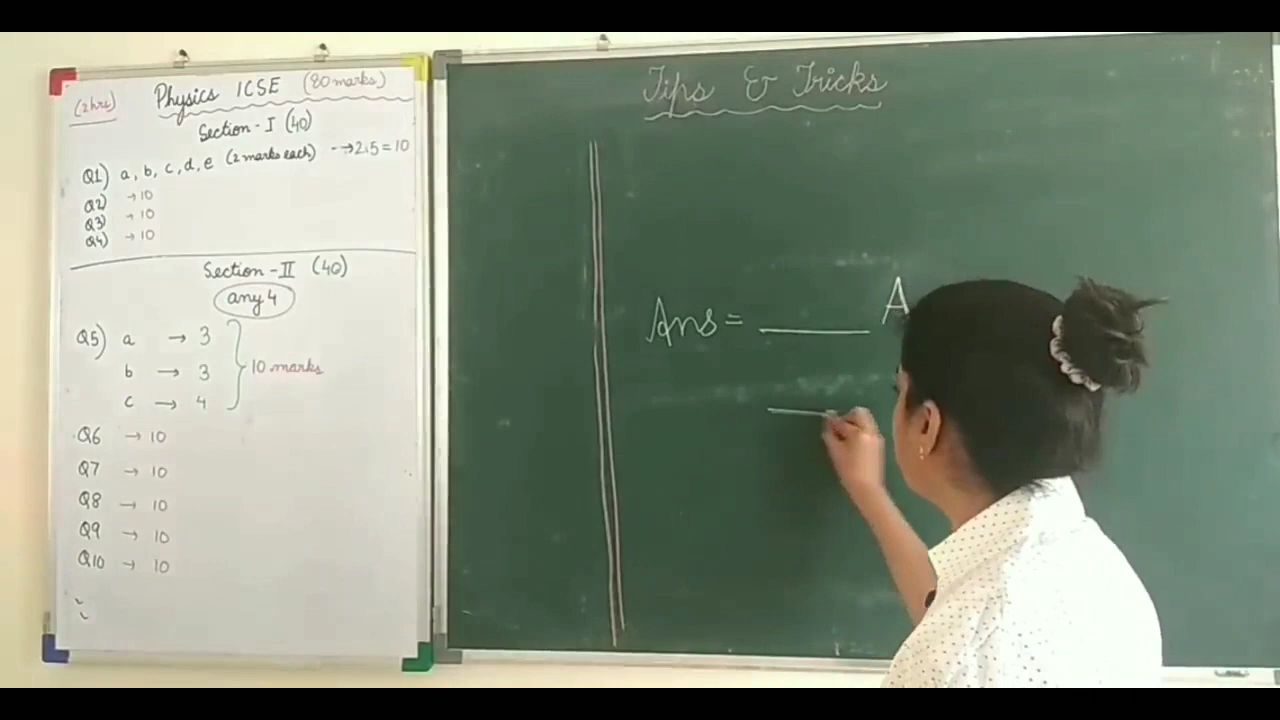 (2hrs) Physics ICSE (80 marks)
Section - I (40)
Q1) a, b, c, d, e (2 marks each) → 2.5 = 10
Q2) → 10
Q3) → 10
Q4) → 10
Section - II (40)
any 4
Q5) a → 3
b → 3
c → 4
10 marks
Q6 → 10
Q7 → 10
Q8 → 10
Q9 → 10
Q10 → 10
Tips & Tricks
Ans = ____ A